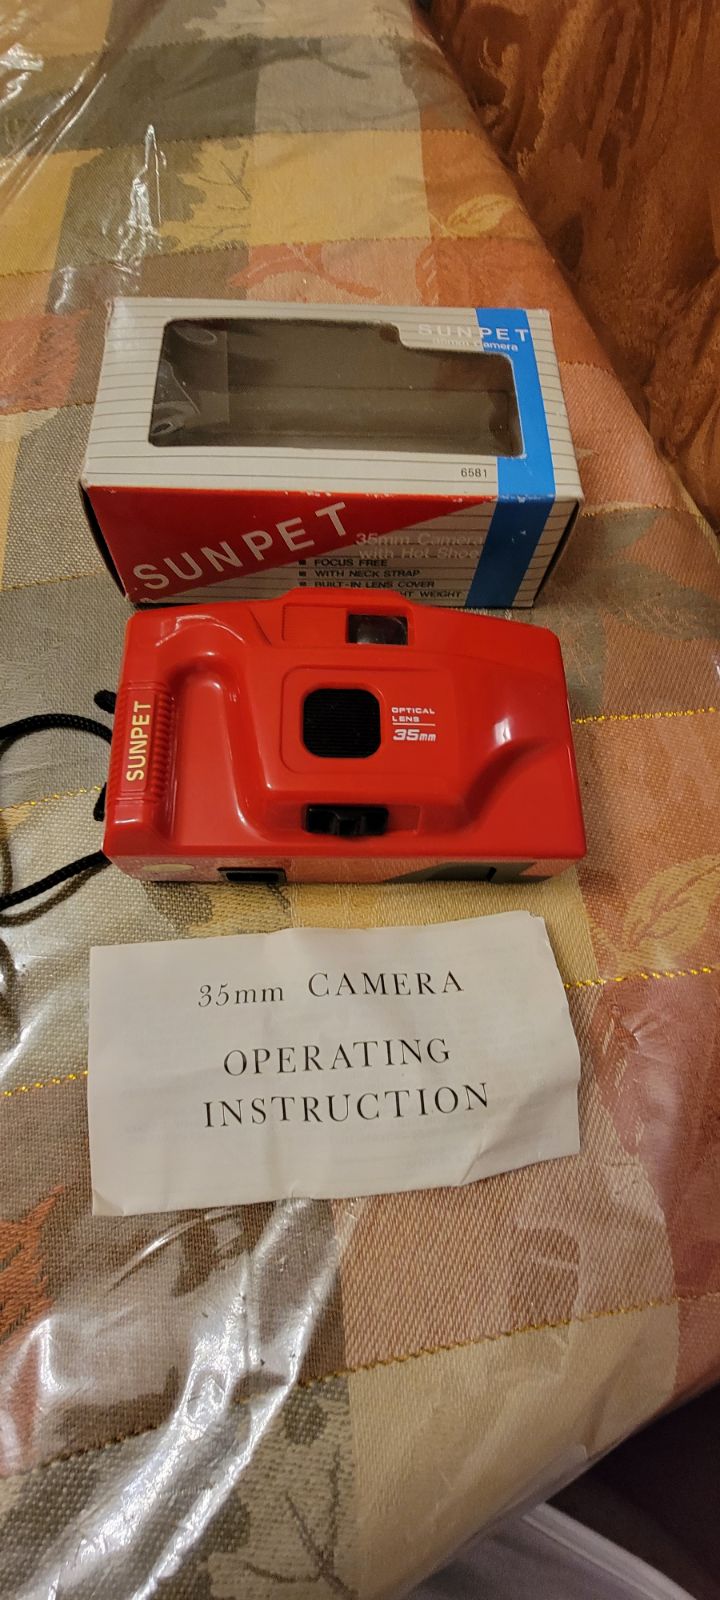 SUNPET
35mm Camera
6581
SUNPET
35mm Camera
with Hot Shoe
■ FOCUS FREE
■ WITH NECK STRAP
■ BUILT-IN LENS COVER
WEIGHT
SUNPET
OPTICAL
LENS
35mm
35mm CAMERA
OPERATING
INSTRUCTION